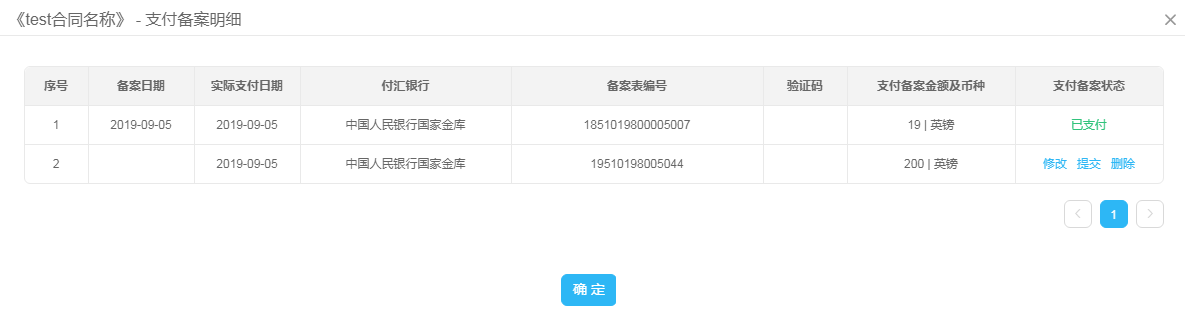 《test合同名称》 - 支付备案明细
序号 备案日期 实际支付日期 付汇银行 备案表编号 验证码 支付备案金额及币种 支付备案状态
1 2019-09-05 2019-09-05 中国人民银行国家金库 1851019800005007 19 | 英镑 已支付
2 2019-09-05 中国人民银行国家金库 19510198005044 200 | 英镑 修改 提交 删除
1
确 定